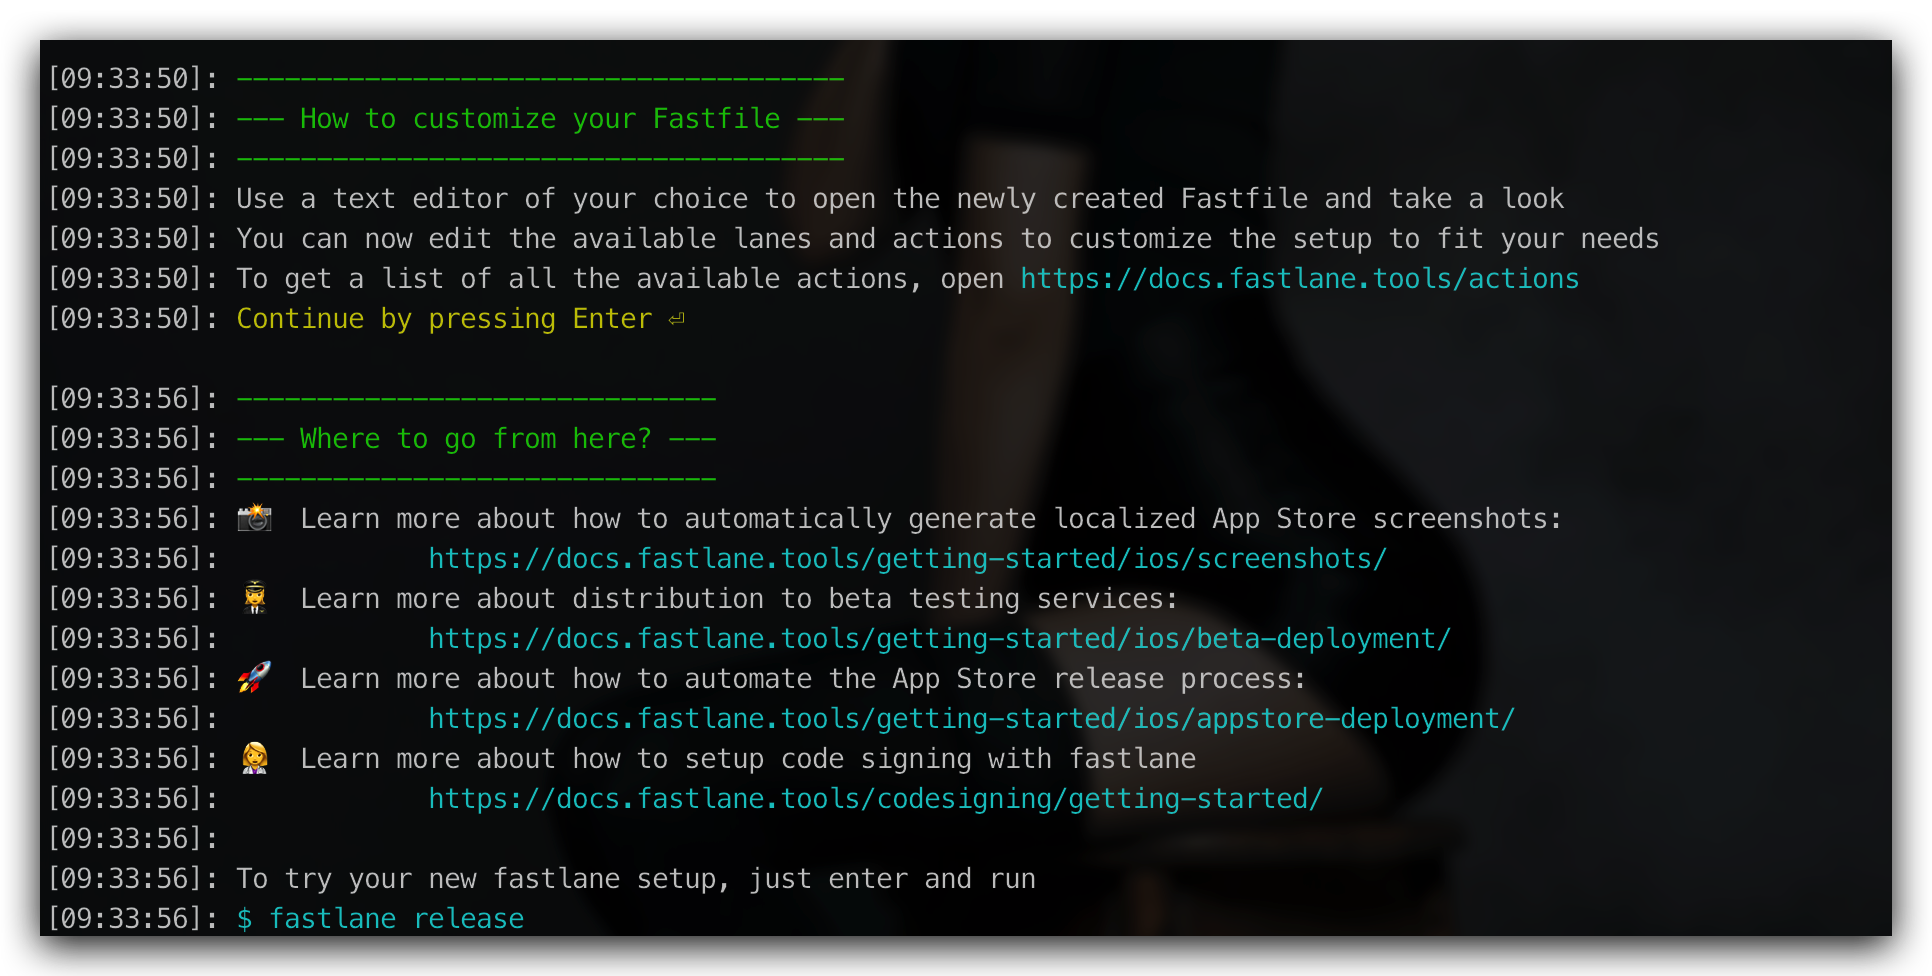 [09:33:50]: --------------------------------------
[09:33:50]: --- How to customize your Fastfile ---
[09:33:50]: --------------------------------------
[09:33:50]: Use a text editor of your choice to open the newly created Fastfile and take a look
[09:33:50]: You can now edit the available lanes and actions to customize the setup to fit your needs
[09:33:50]: To get a list of all the available actions, open https://docs.fastlane.tools/actions
[09:33:50]: Continue by pressing Enter ⏎
[09:33:56]: ------------------------------
[09:33:56]: --- Where to go from here? ---
[09:33:56]: ------------------------------
[09:33:56]: 📸  Learn more about how to automatically generate localized App Store screenshots:
[09:33:56]:             https://docs.fastlane.tools/getting-started/ios/screenshots/
[09:33:56]: 👩‍✈️  Learn more about distribution to beta testing services:
[09:33:56]:             https://docs.fastlane.tools/getting-started/ios/beta-deployment/
[09:33:56]: 🚀  Learn more about how to automate the App Store release process:
[09:33:56]:             https://docs.fastlane.tools/getting-started/ios/appstore-deployment/
[09:33:56]: 👩‍⚕️  Learn more about how to setup code signing with fastlane
[09:33:56]:             https://docs.fastlane.tools/codesigning/getting-started/
[09:33:56]:
[09:33:56]: To try your new fastlane setup, just enter and run
[09:33:56]: $ fastlane release